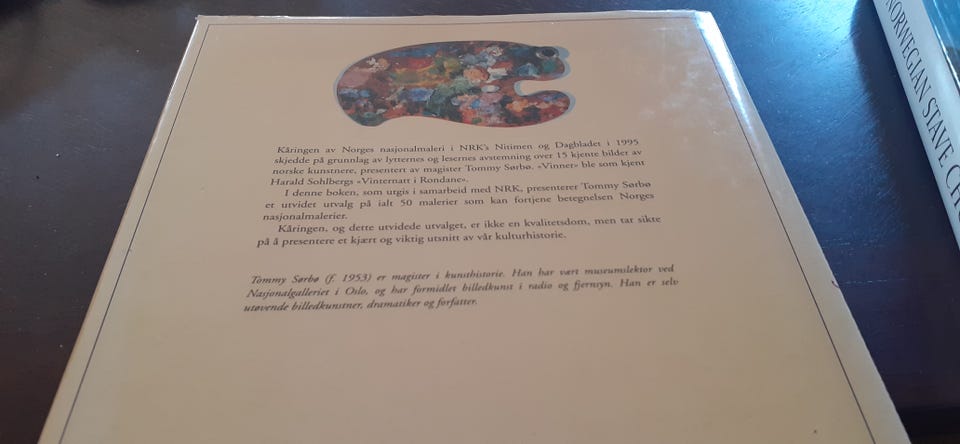 Kåringen av Norges nasjonalmaleri i NRK's Nitimen og Dagbladet i 1995
skjedde på grunnlag av lytternes og lesernes avstemning over 15 kjente bilder av
norske kunstnere, presentert av magister Tommy Sørbø. «Vinner» ble som kjent
Harald Sohlbergs «Vinternatt i Rondane».
I denne boken, som utgis i samarbeid med NRK, presenterer Tommy Sørbø
et utvidet utvalg på ialt 50 malerier som kan fortjene betegnelsen Norges
nasjonalmalerier.
Kåringen, og dette utvidede utvalget, er ikke en kvalitetsdom, men tar sikte
på å presentere et kjært og viktig utsnitt av vår kulturhistorie.
Tommy Sørbø (f. 1953) er magister i kunsthistorie. Han har vært museumslektor ved
Nasjonalgalleriet i Oslo, og har formidlet billedkunst i radio og fjernsyn. Han er selv
utøvende billedkunstner, dramatiker og forfatter.
NORWEGIAN STAVE CHU